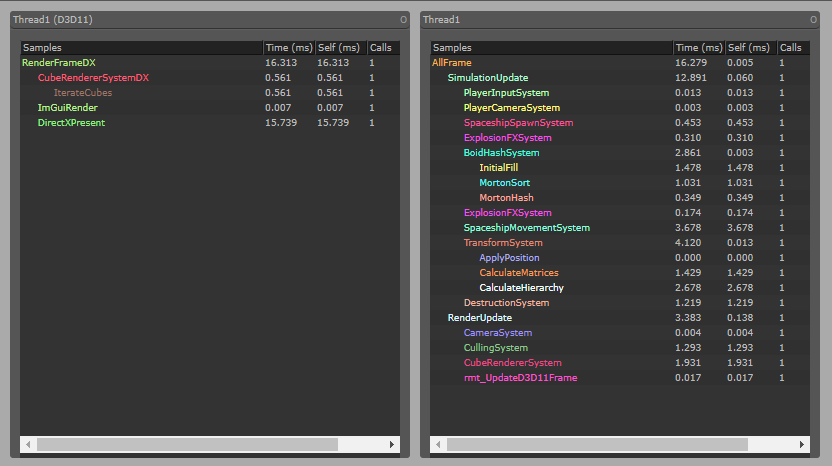 Thread1 (D3D11) O
Samples Time (ms) Self (ms) Calls
RenderFrameDX 16.313 16.313 1
CubeRendererSystemDX 0.561 0.561 1
IterateCubes 0.561 0.561 1
ImGuiRender 0.007 0.007 1
DirectXPresent 15.739 15.739 1
Thread1 O
Samples Time (ms) Self (ms) Calls
AllFrame 16.279 0.005 1
SimulationUpdate 12.891 0.060 1
PlayerInputSystem 0.013 0.013 1
PlayerCameraSystem 0.003 0.003 1
SpaceshipSpawnSystem 0.453 0.453 1
ExplosionFXSystem 0.310 0.310 1
BoidHashSystem 2.861 0.003 1
InitialFill 1.478 1.478 1
MortonSort 1.031 1.031 1
MortonHash 0.349 0.349 1
ExplosionFXSystem 0.174 0.174 1
SpaceshipMovementSystem 3.678 3.678 1
TransformSystem 4.120 0.013 1
ApplyPosition 0.000 0.000 1
CalculateMatrices 1.429 1.429 1
CalculateHierarchy 2.678 2.678 1
DestructionSystem 1.219 1.219 1
RenderUpdate 3.383 0.138 1
CameraSystem 0.004 0.004 1
CullingSystem 1.293 1.293 1
CubeRendererSystem 1.931 1.931 1
rmt_UpdateD3D11Frame 0.017 0.017 1